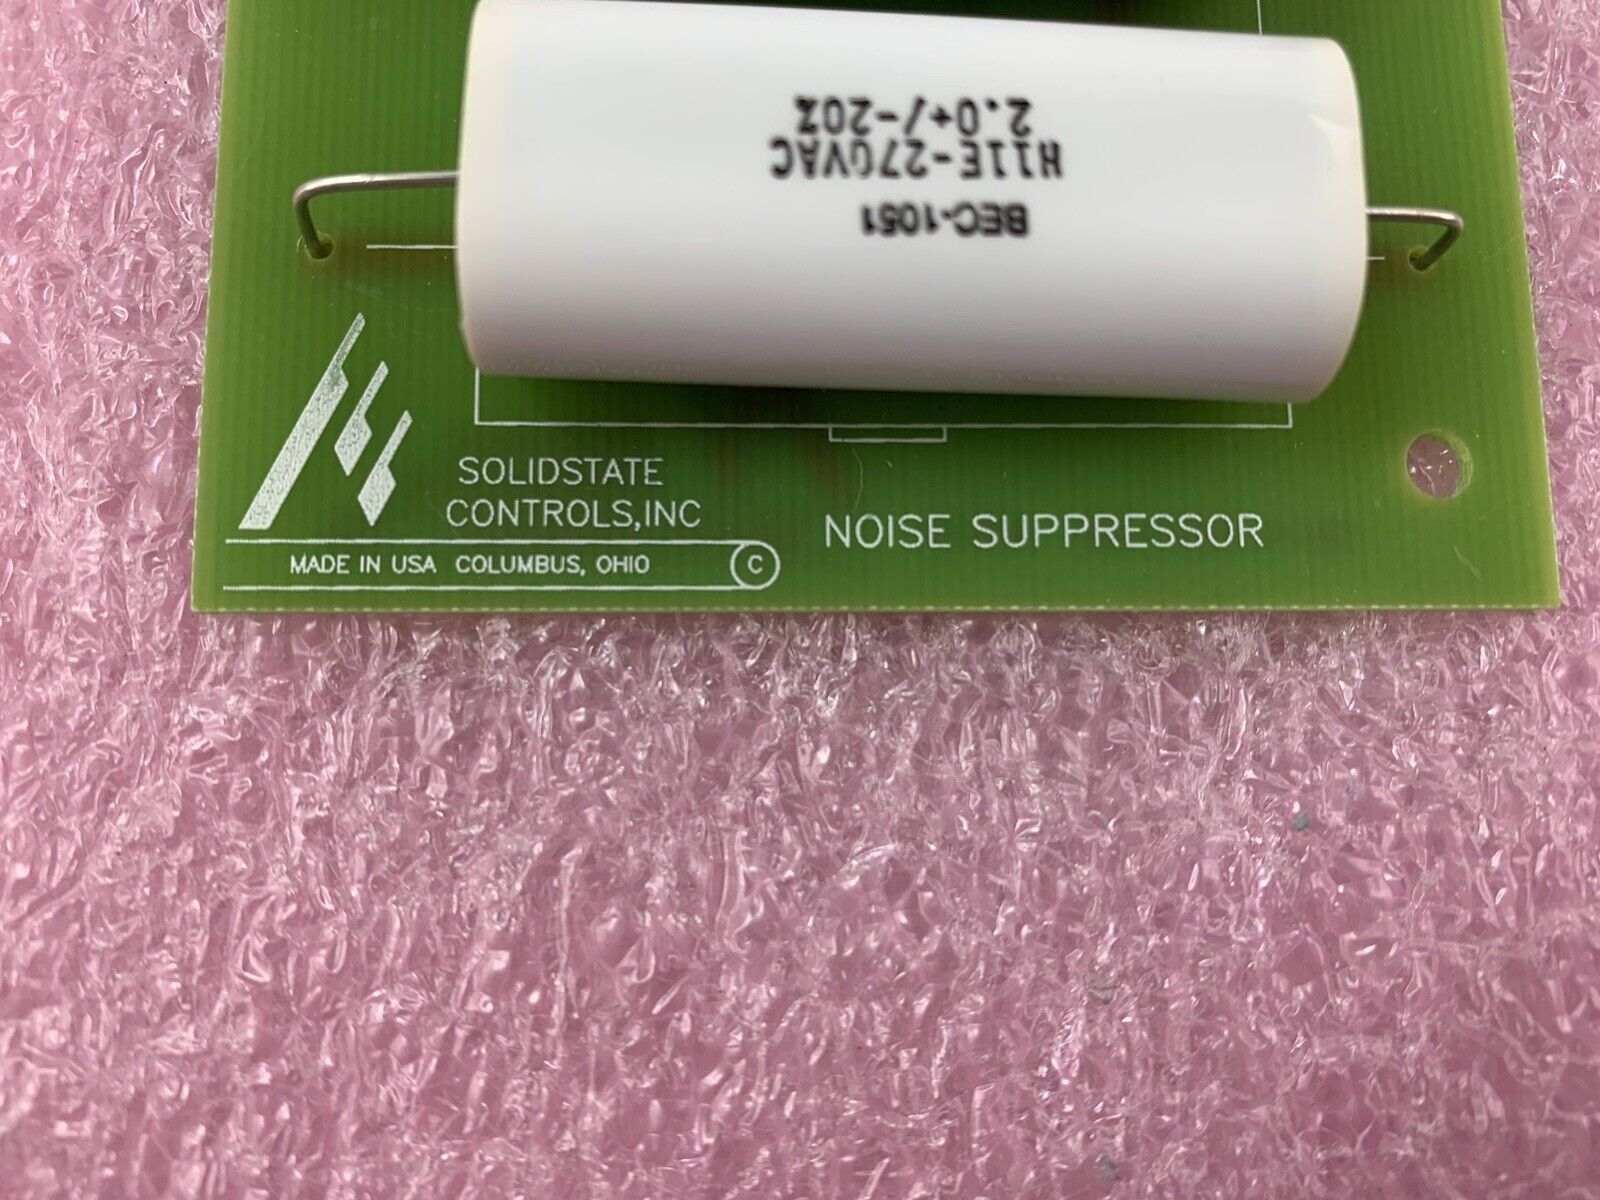 BEC-1051
H11E-270VAC
2.0+/-20%
SOLIDSTATE
CONTROLS,INC
MADE IN USA COLUMBUS, OHIO C
NOISE SUPPRESSOR